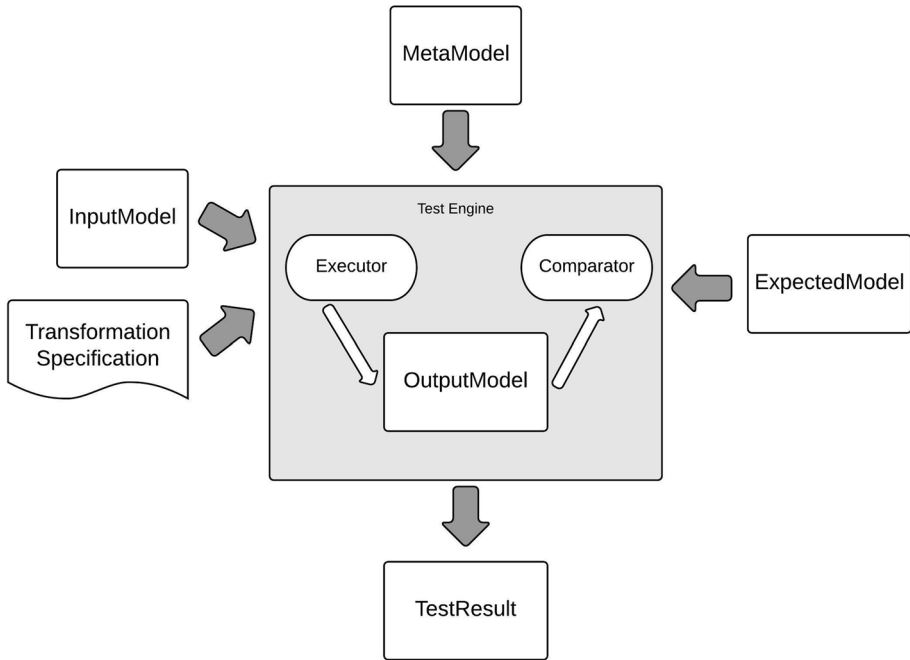 MetaModel
InputModel
Test Engine
Executor
Comparator
ExpectedModel
Transformation
Specification
OutputModel
TestResult